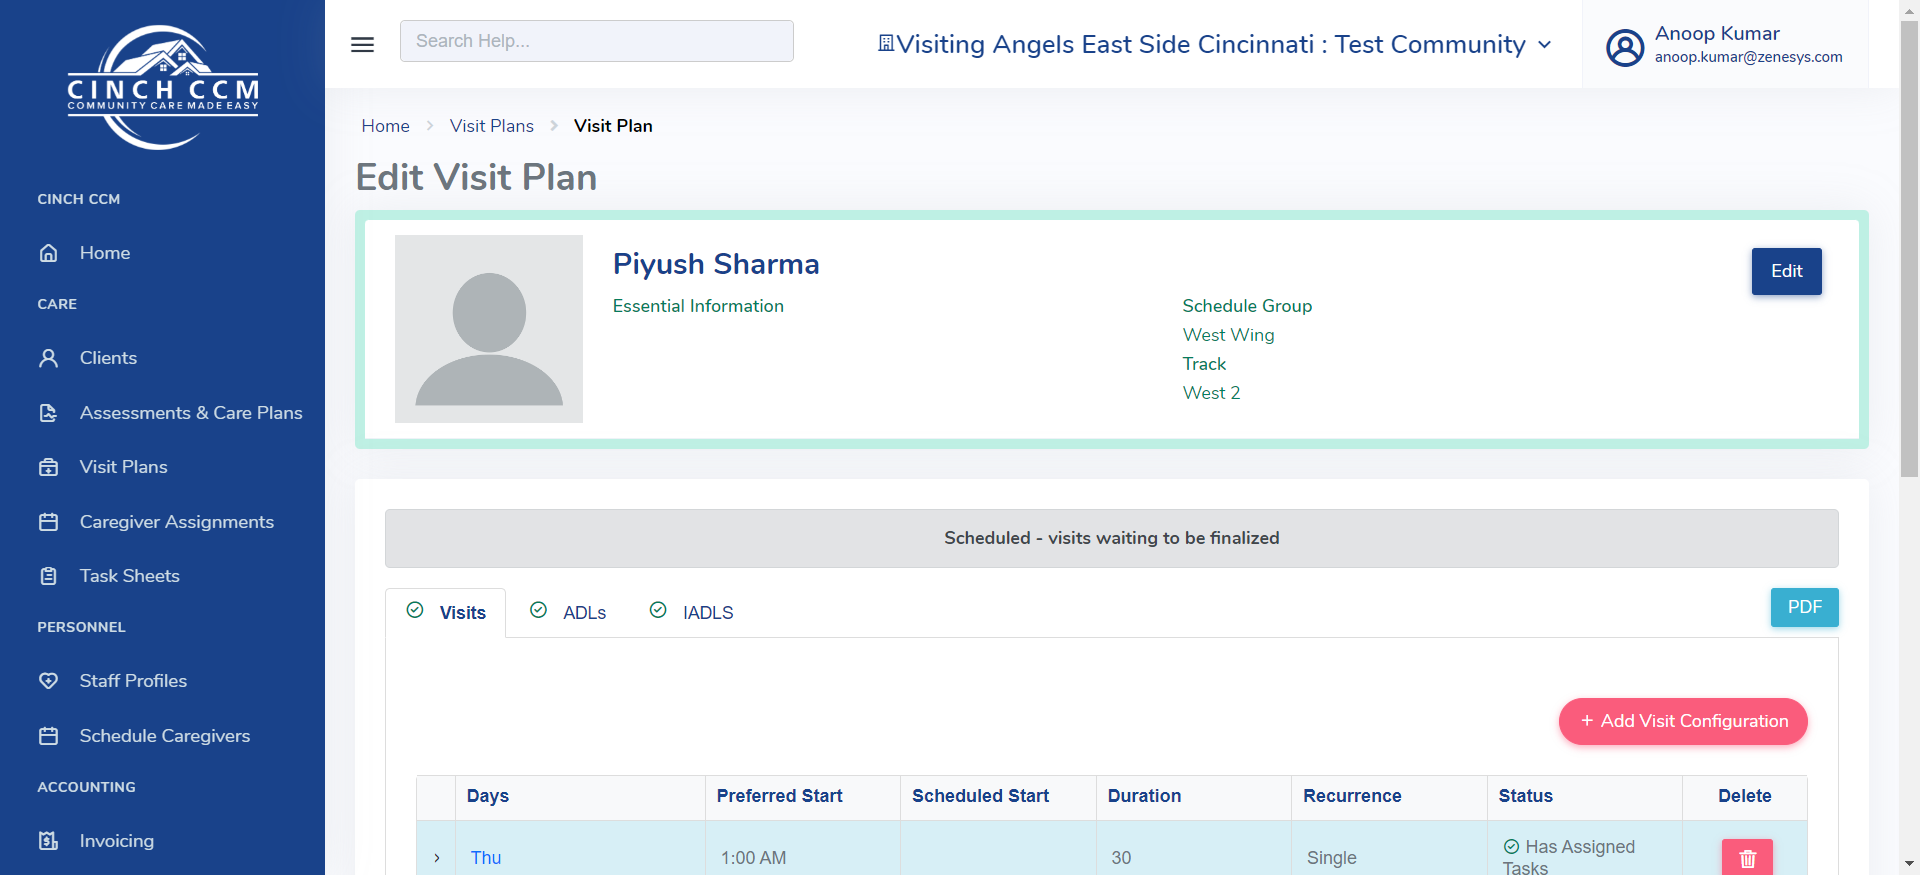 CINCH CCM
COMMUNITY CARE MADE EASY
CINCH CCM
Home
CARE
Clients
Assessments & Care Plans
Visit Plans
Caregiver Assignments
Task Sheets
PERSONNEL
Staff Profiles
Schedule Caregivers
ACCOUNTING
Invoicing
Search Help...
Visiting Angels East Side Cincinnati : Test Community
Anoop Kumar
anoop.kumar@zenesys.com
Home > Visit Plans > Visit Plan
Edit Visit Plan
Piyush Sharma
Edit
Essential Information
Schedule Group
West Wing
Track
West 2
Scheduled - visits waiting to be finalized
Visits ADLs IADLS
PDF
+ Add Visit Configuration
Days Preferred Start Scheduled Start Duration Recurrence Status Delete
Thu 1:00 AM 30 Single Has Assigned
Tasks